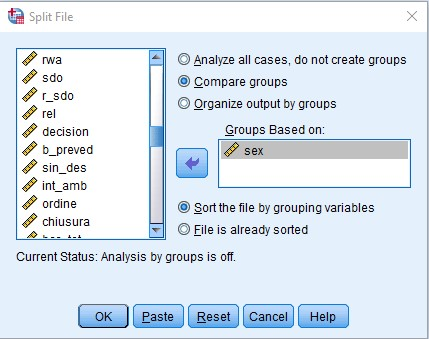 Split File
rwa
sdo
r_sdo
rel
decision
b_preved
sin_des
int_amb
ordine
chiusura
Analyze all cases, do not create groups
Compare groups
Organize output by groups
Groups Based on:
sex
Sort the file by grouping variables
File is already sorted
Current Status: Analysis by groups is off.
OK Paste Reset Cancel Help